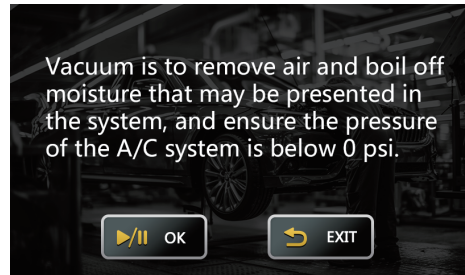 Vacuum is to remove air and boil off
moisture that may be presented in
the system, and ensure the pressure
of the A/C system is below 0 psi.
OK
EXIT